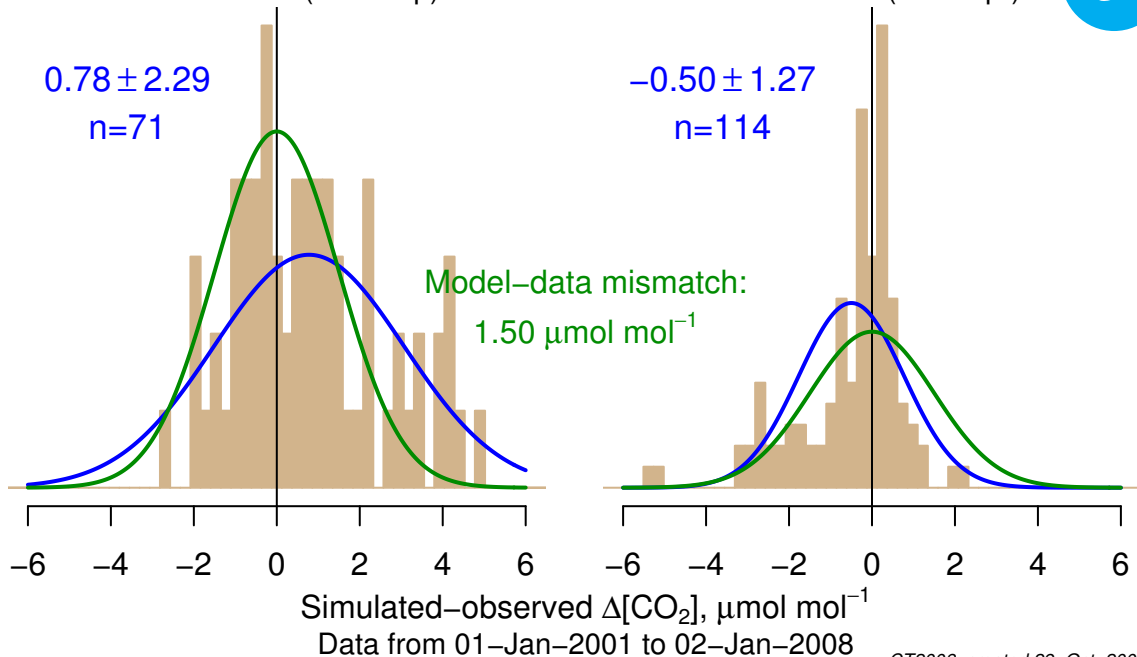 0.78 ± 2.29
n=71
−0.50 ± 1.27
n=114
Model−data mismatch:
1.50 μmol mol⁻¹
−6 −4 −2 0 2 4 6
−6 −4 −2 0 2 4 6
Simulated−observed Δ[CO₂], μmol mol⁻¹
Data from 01−Jan−2001 to 02−Jan−2008